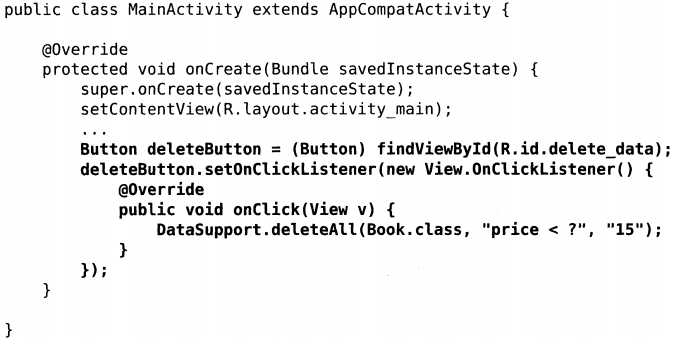 public class MainActivity extends AppCompatActivity {
    @Override
    protected void onCreate(Bundle savedInstanceState) {
        super.onCreate(savedInstanceState);
        setContentView(R.layout.activity_main);
        ...
        Button deleteButton = (Button) findViewById(R.id.delete_data);
        deleteButton.setOnClickListener(new View.OnClickListener() {
            @Override
            public void onClick(View v) {
                DataSupport.deleteAll(Book.class, "price < ?", "15");
            }
        });
    }
}